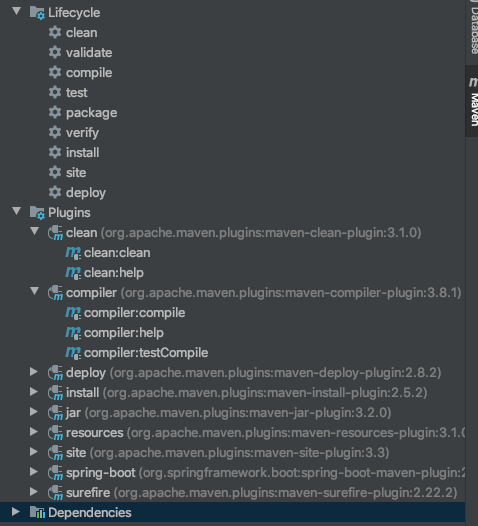 Lifecycle
clean
validate
compile
test
package
verify
install
site
deploy
Plugins
clean (org.apache.maven.plugins:maven-clean-plugin:3.1.0)
clean:clean
clean:help
compiler (org.apache.maven.plugins:maven-compiler-plugin:3.8.1)
compiler:compile
compiler:help
compiler:testCompile
deploy (org.apache.maven.plugins:maven-deploy-plugin:2.8.2)
install (org.apache.maven.plugins:maven-install-plugin:2.5.2)
jar (org.apache.maven.plugins:maven-jar-plugin:3.2.0)
resources (org.apache.maven.plugins:maven-resources-plugin:3.1.0
site (org.apache.maven.plugins:maven-site-plugin:3.3)
spring-boot (org.springframework.boot:spring-boot-maven-plugin:2
surefire (org.apache.maven.plugins:maven-surefire-plugin:2.22.2)
Dependencies
Database
Maven